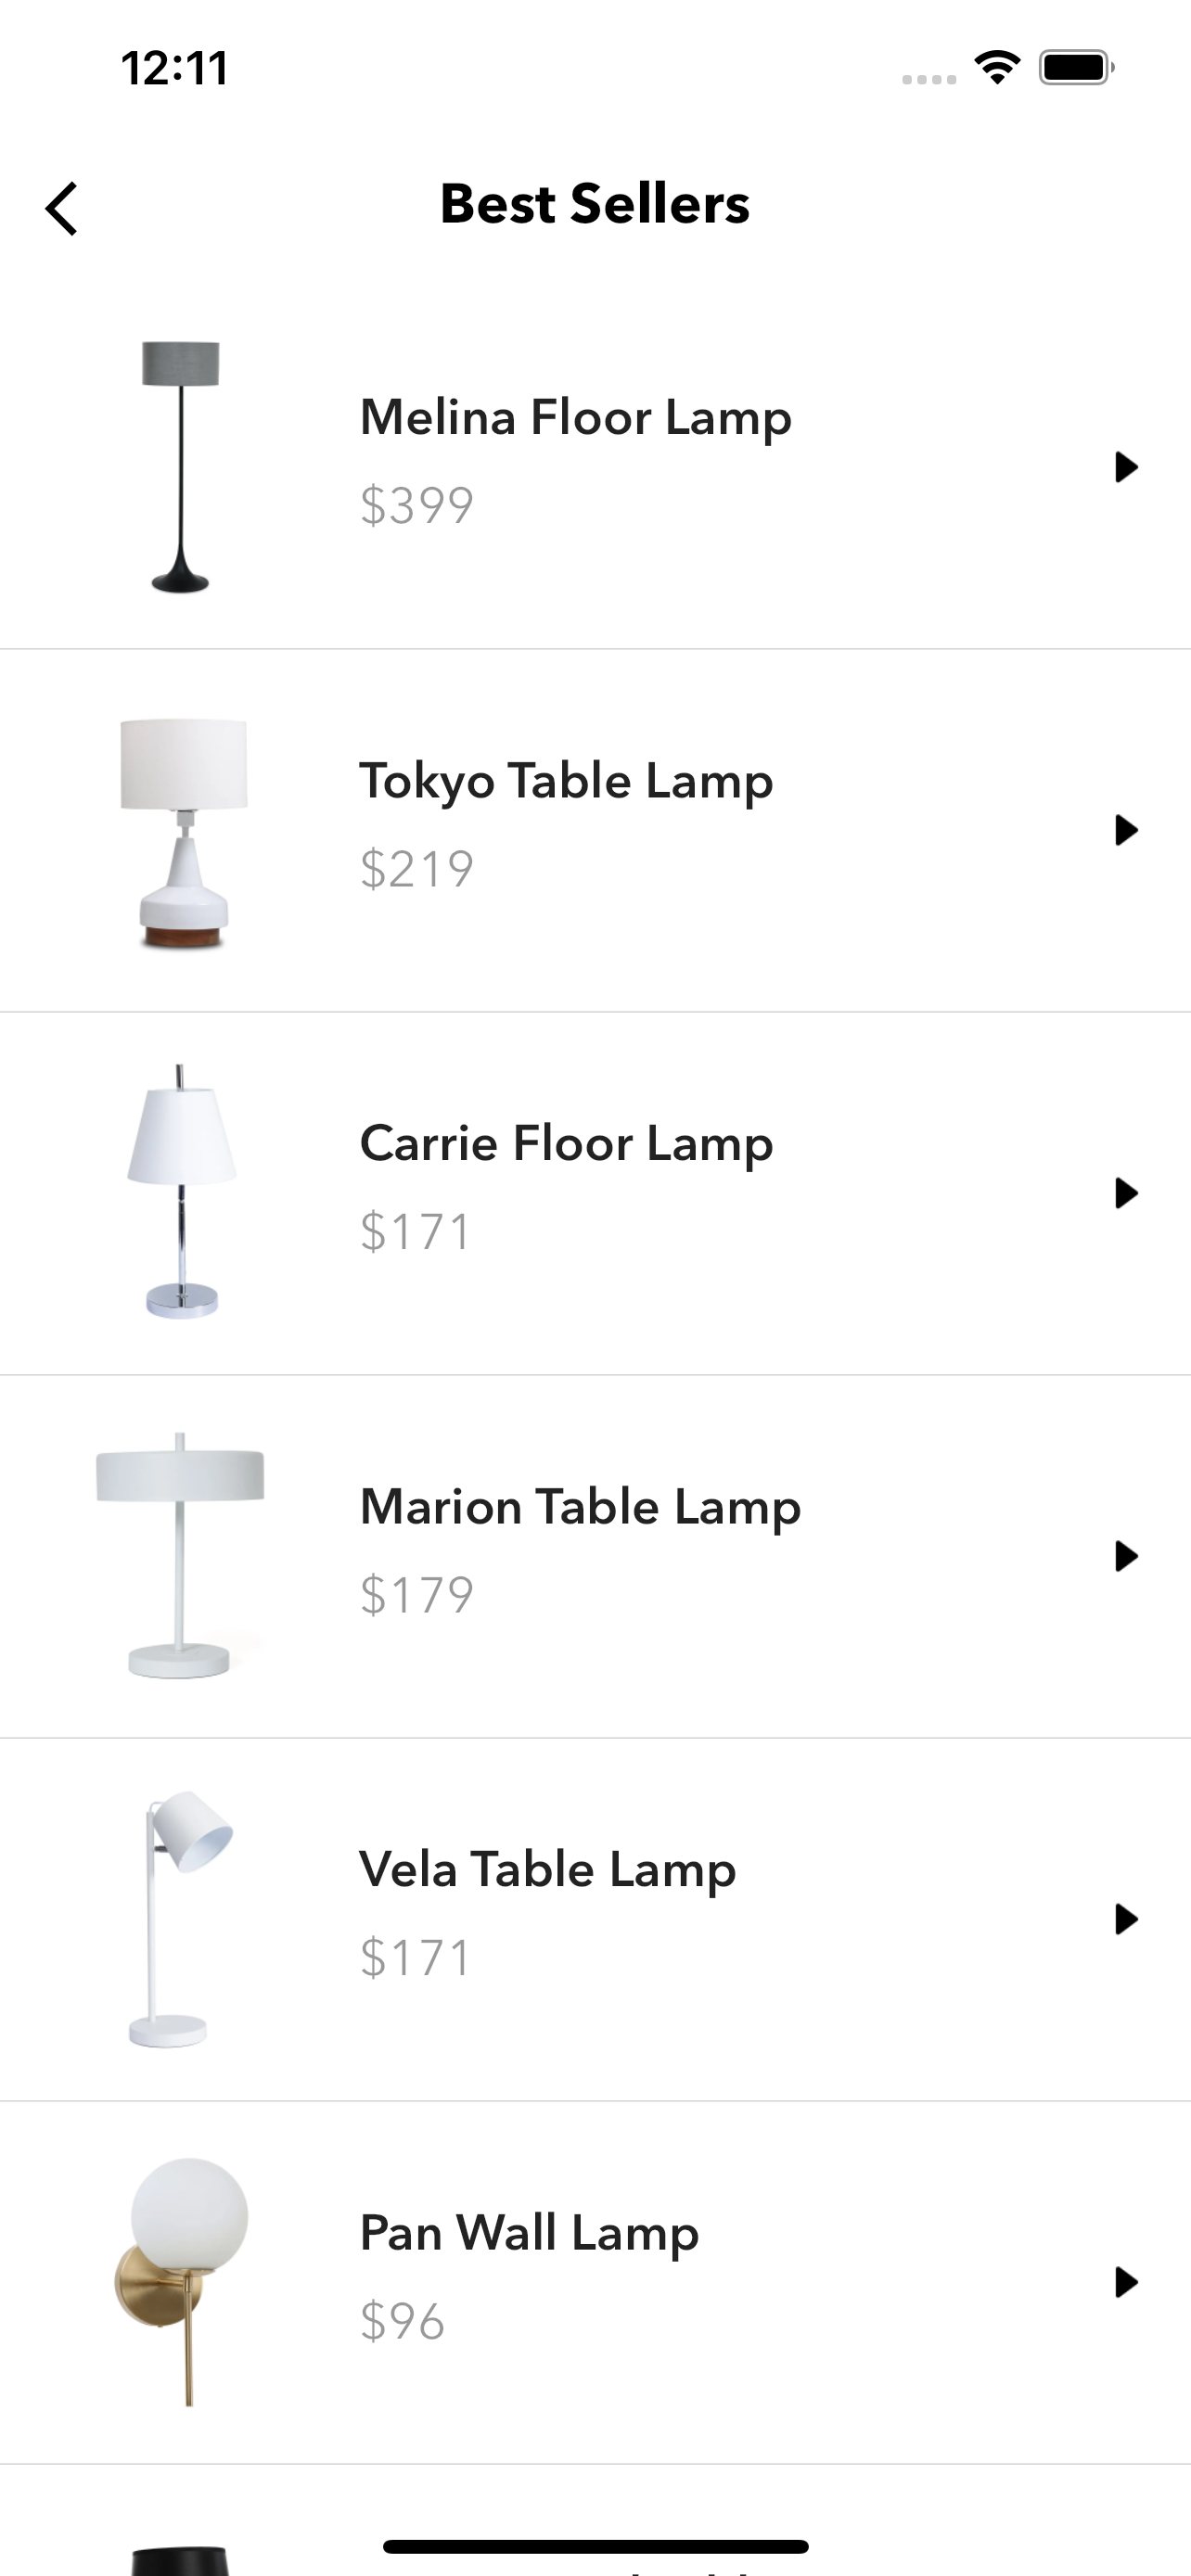 12:11
Best Sellers
Melina Floor Lamp
$399
Tokyo Table Lamp
$219
Carrie Floor Lamp
$171
Marion Table Lamp
$179
Vela Table Lamp
$171
Pan Wall Lamp
$96